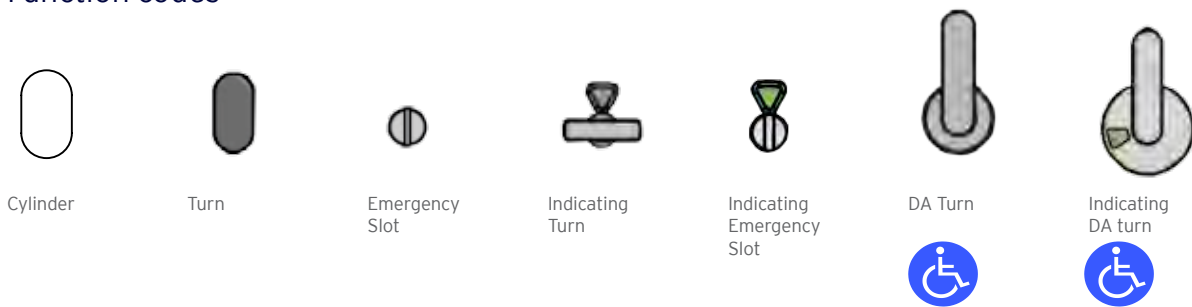 Function codes
Cylinder
Turn
Emergency
Slot
Indicating
Turn
Indicating
Emergency
Slot
DA Turn
Indicating
DA turn